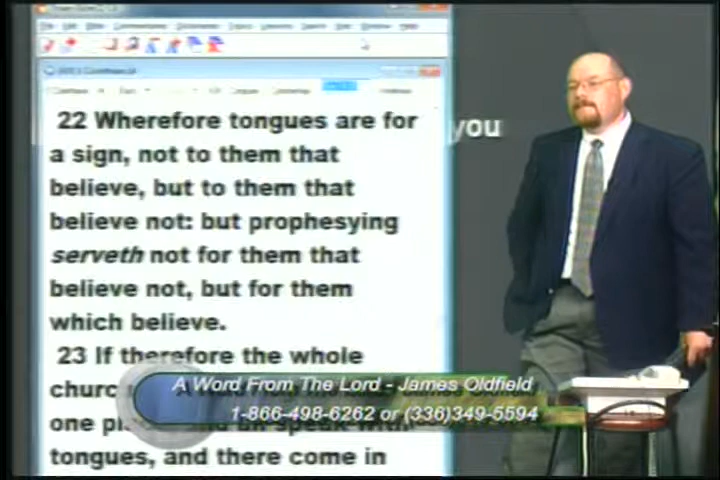 22 Wherefore tongues are for
a sign, not to them that
believe, but to them that
believe not: but prophesying
serveth not for them that
believe not, but for them
which believe.
23 If therefore the whole
you
A Word From The Lord - James Oldfield
1-866-498-6262 or (336)349-5594
tongues, and there come in